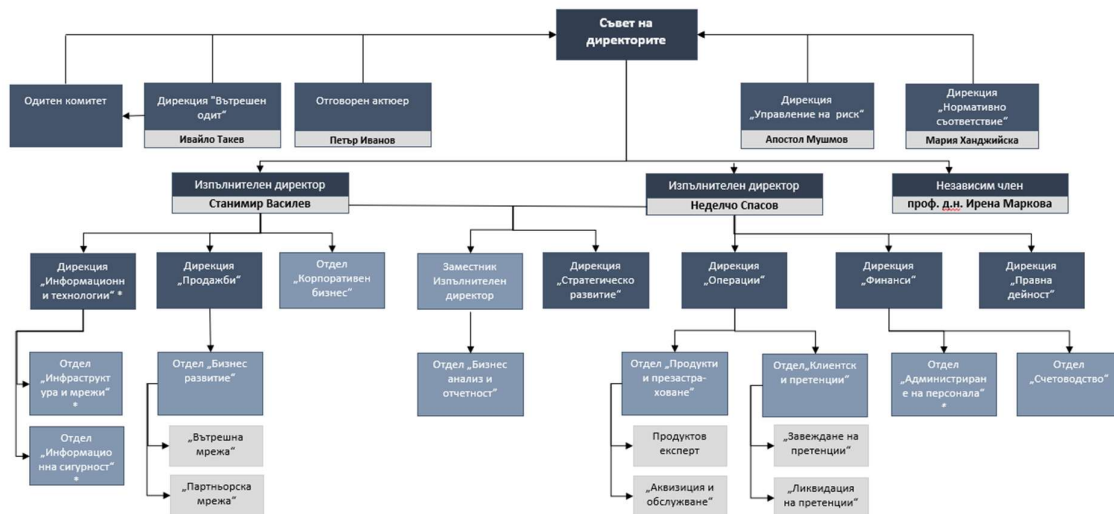 Съвет на
директорите
Одитен комитет
Дирекция "Вътрешен
одит"
Ивайло Такев
Отговорен актюер
Петър Иванов
Дирекция
„Управление на риск“
Апостол Мушмов
Дирекция
„Нормативно
съответствие“
Мария Ханджийска
Изпълнителен директор
Станимир Василев
Изпълнителен директор
Неделчо Спасов
Независим член
проф. д.н. Ирена Маркова
Дирекция
„Информационн
и технологии“ *
Дирекция
„Продажби“
Отдел
„Корпоративен
бизнес“
Заместник
Изпълнителен
директор
Дирекция
„Стратегическо
развитие“
Дирекция
„Операции“
Дирекция
„Финанси“
Дирекция
„Правна
дейност“
Отдел
„Инфраструкт
ура и мрежи“
*
Отдел „Бизнес
развитие“
Отдел „Бизнес
анализ и
отчетност“
Отдел „Продукти
и презастра-
ховане“
Отдел„Клиентск
и претенции“
Отдел
„Администриран
е на персонала“
*
Отдел
„Счетоводство“
Отдел
„Информацио
нна сигурност“
*
„Вътрешна
мрежа“
Продуктов
експерт
„Завеждане на
претенции“
„Партньорска
мрежа“
„Аквизиция и
обслужване“
„Ликвидация
на претенции“